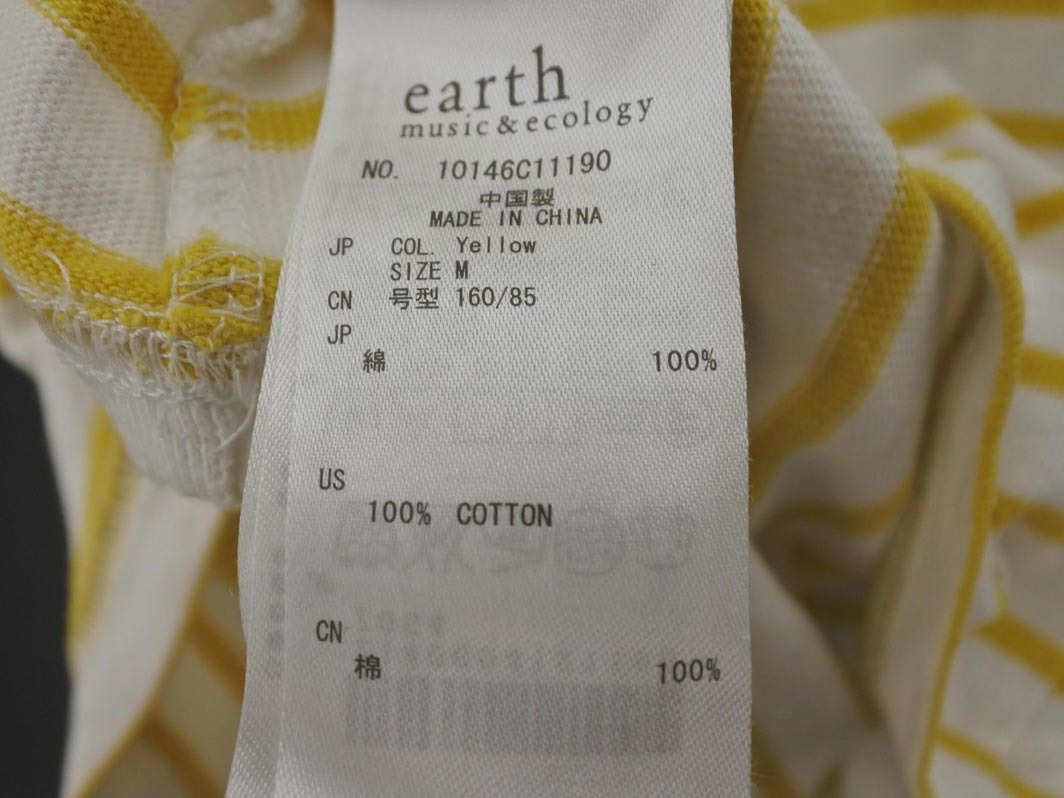 earth
music & ecology
NO. 10146C11190
中国製
MADE IN CHINA
JP COL. Yellow
SIZE M
CN 号型 160/85
JP
綿 100%
US
100% COTTON
CN
棉 100%